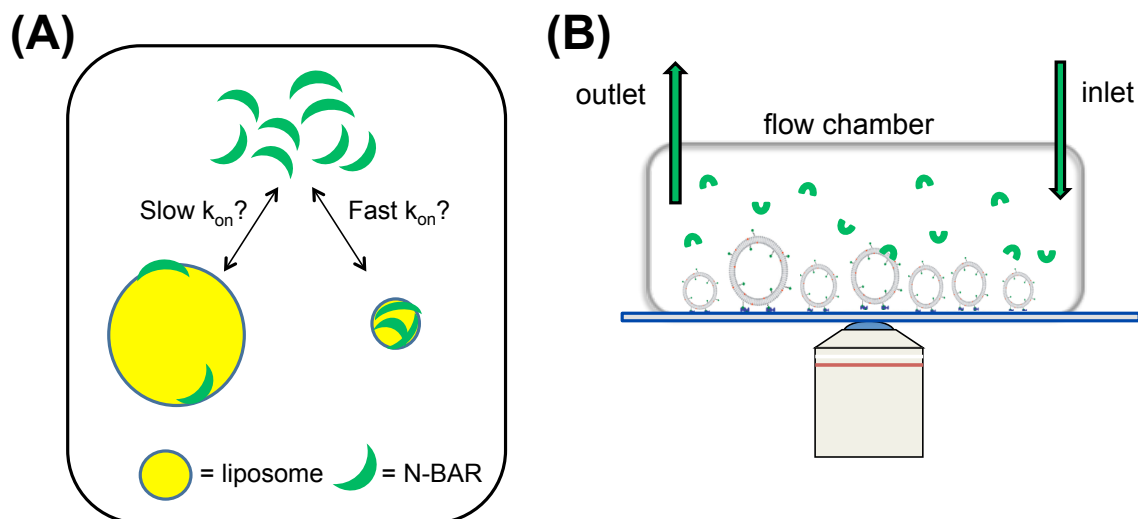 (A)
Slow kon?
Fast kon?
= liposome
= N-BAR
(B)
outlet
inlet
flow chamber